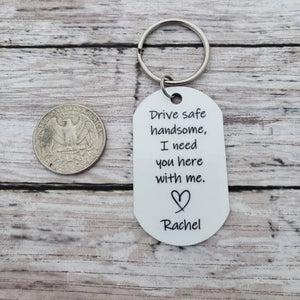 Drive safe
handsome,
I need
you here
with me.
Rachel